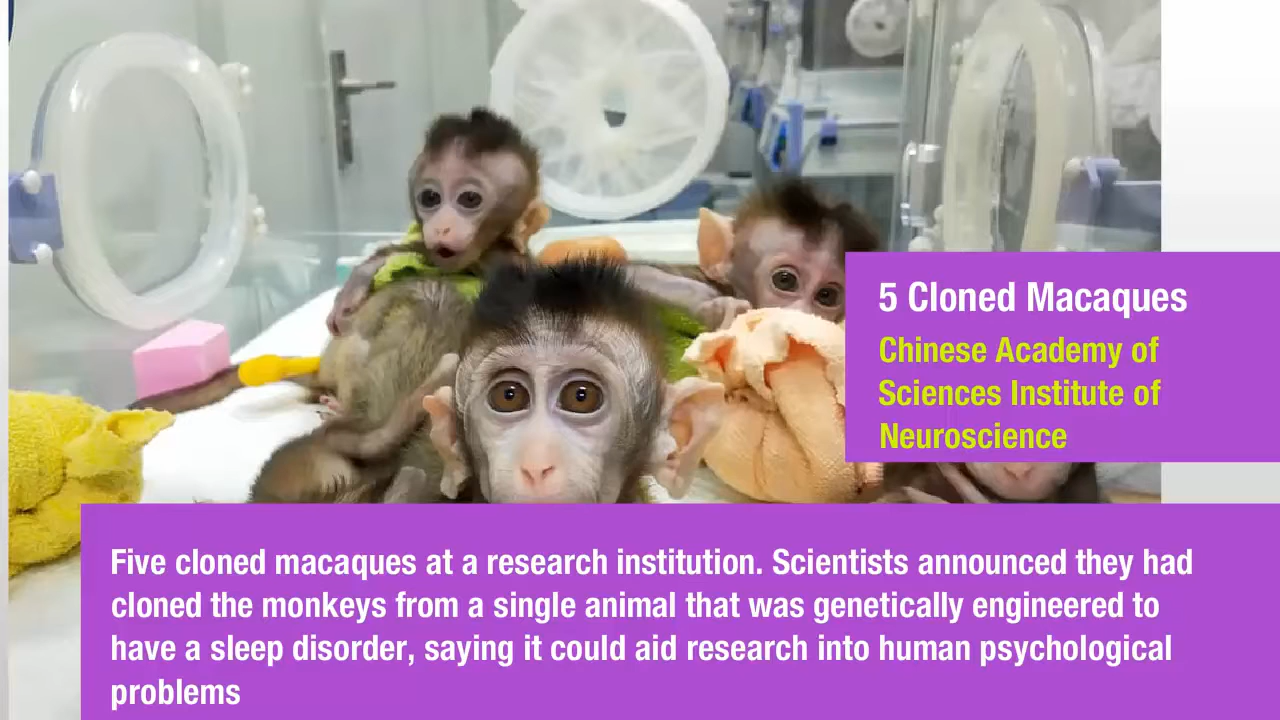 5 Cloned Macaques
Chinese Academy of
Sciences Institute of
Neuroscience
Five cloned macaques at a research institution. Scientists announced they had
cloned the monkeys from a single animal that was genetically engineered to
have a sleep disorder, saying it could aid research into human psychological
problems